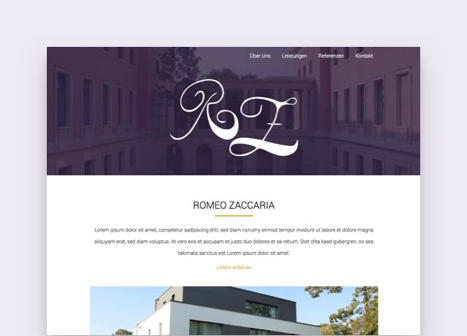 Über Uns Leistungen Referenzen Kontakt
RZ
ROMEO ZACCARIA
Lorem ipsum dolor sit amet, consetetur sadipscing elitr, sed diam nonumy eirmod tempor invidunt ut labore et dolore magna
aliquyam erat, sed diam voluptua. At vero eos et accusam et justo duo dolores et ea rebum. Stet clita kasd gubergren, no sea
takimata sanctus est Lorem ipsum dolor sit amet.
» Mehr erfahren